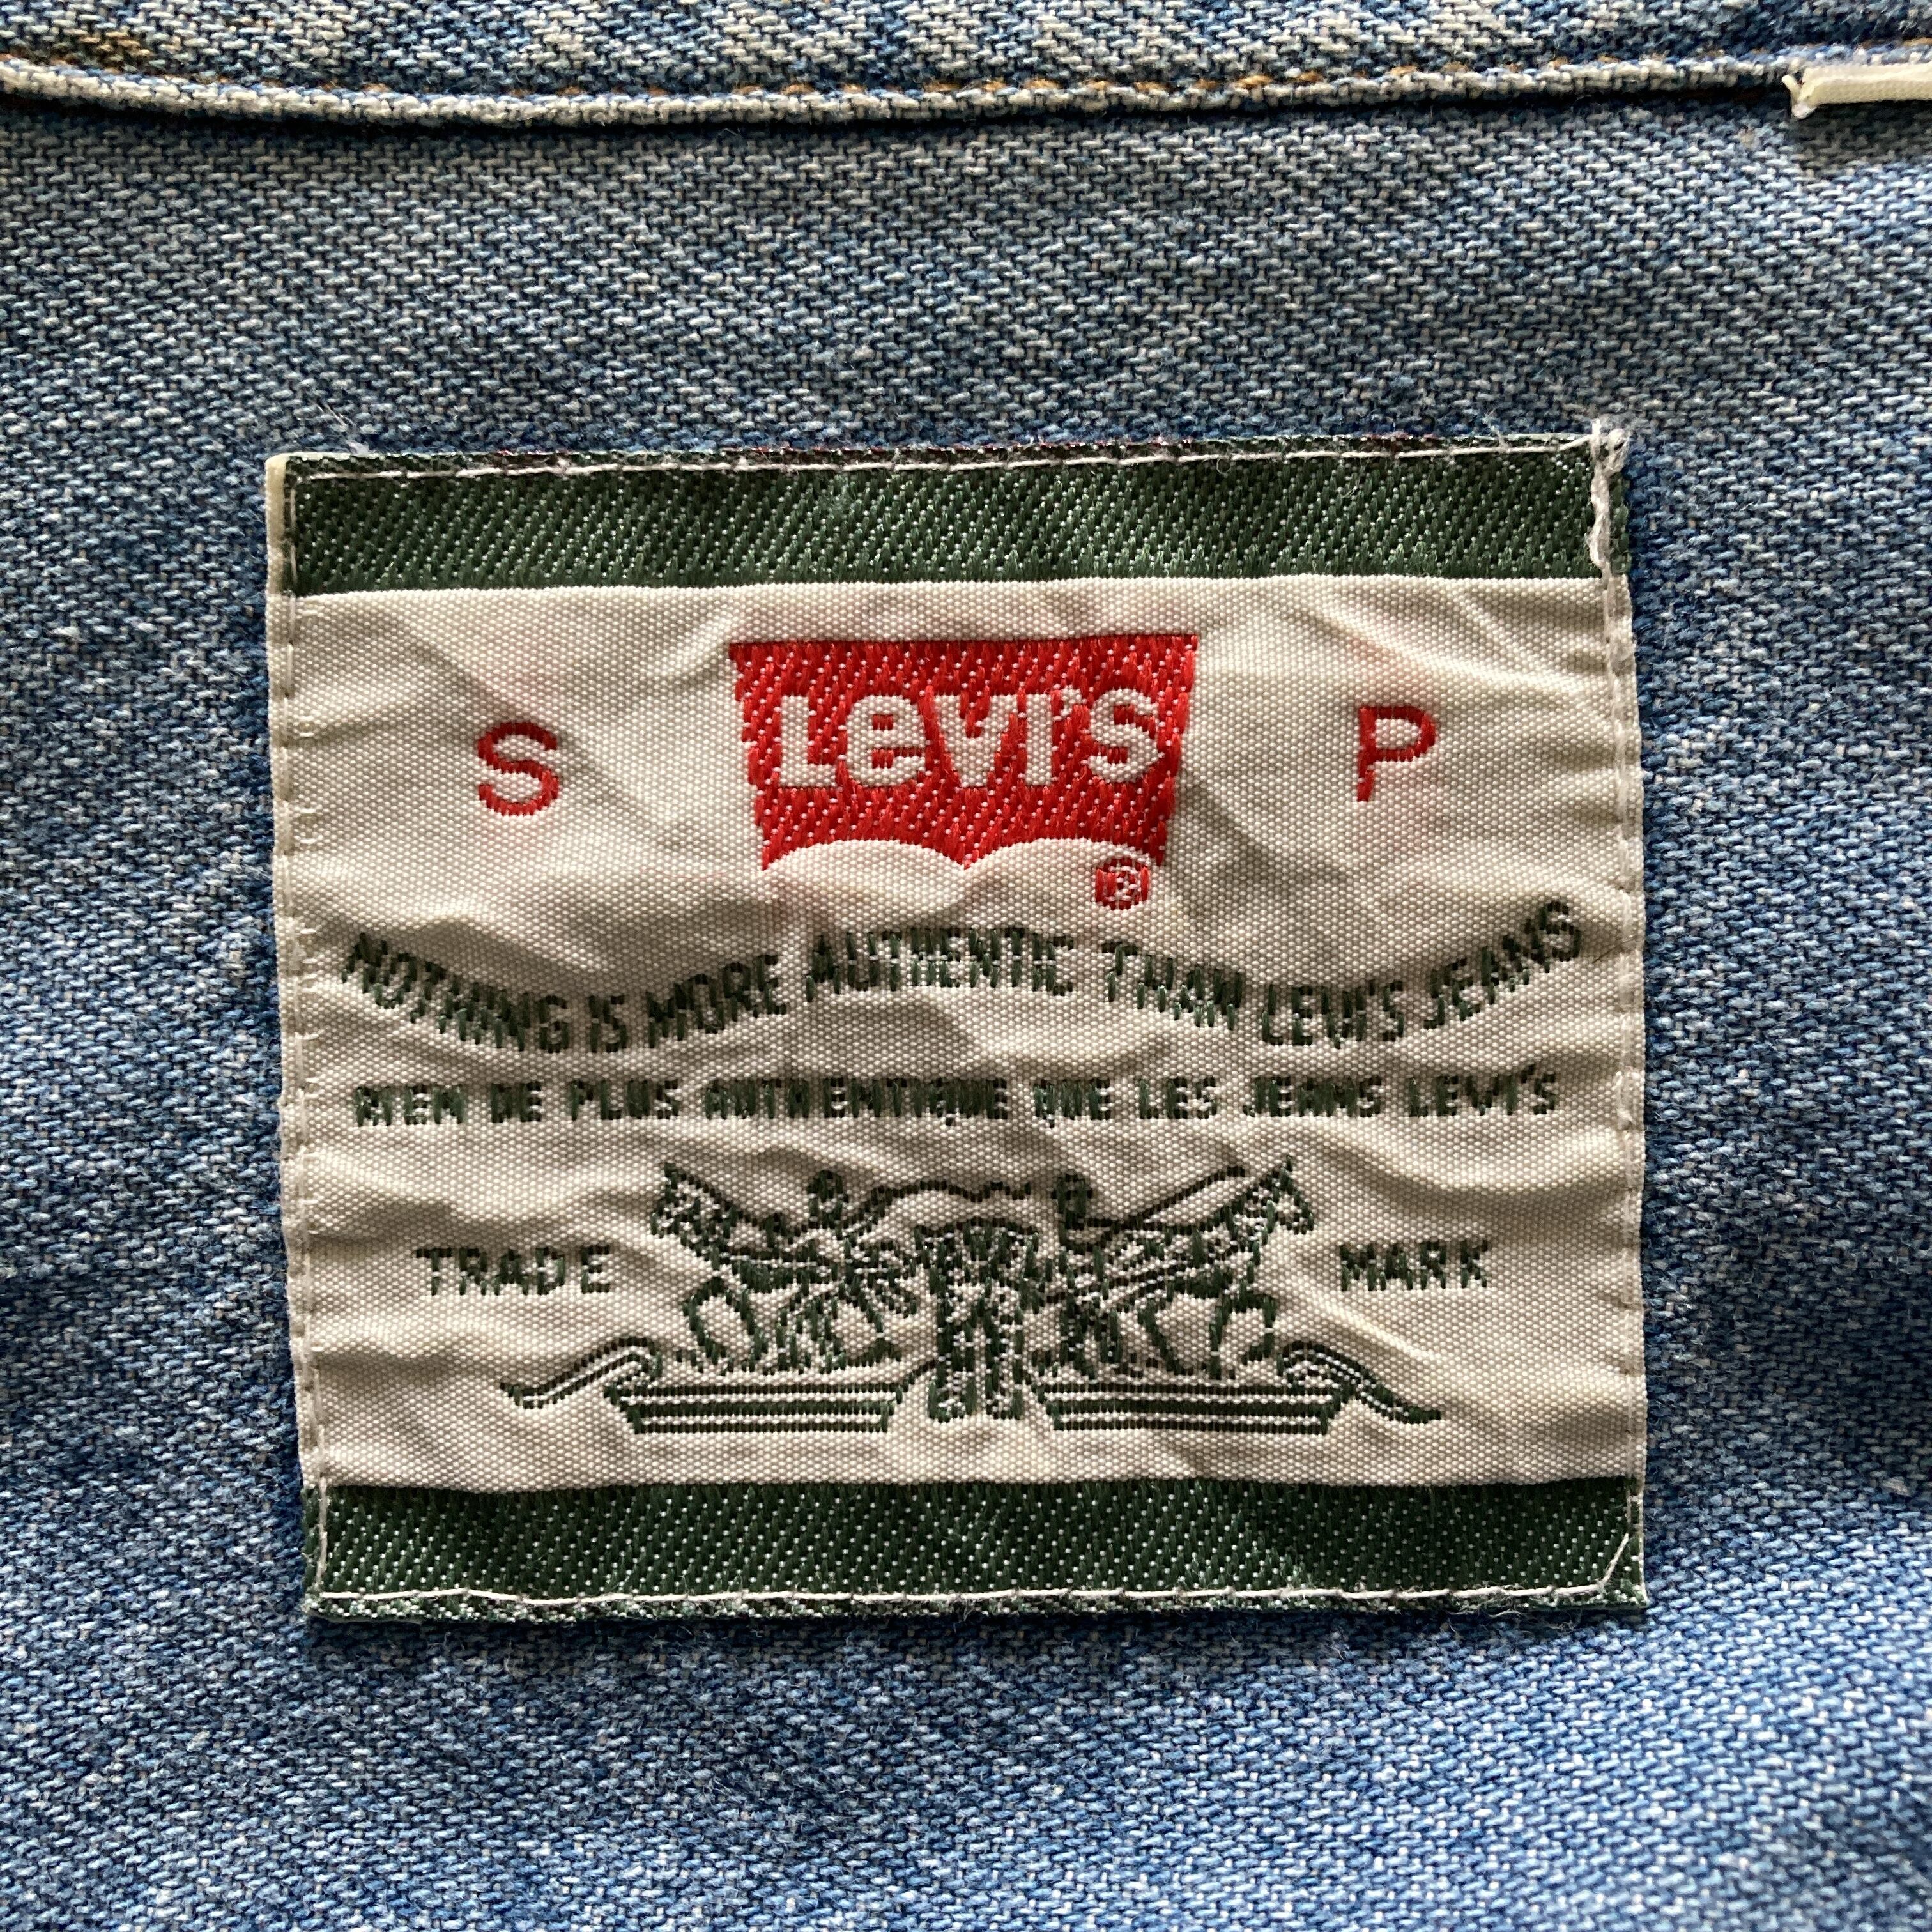 S Levi's P
®
NOTHING IS MORE AUTHENTIC THAN LEVI'S JEANS
RIEN DE PLUS AUTHENTIQUE QUE LES JEANS LEVI'S
TRADE MARK